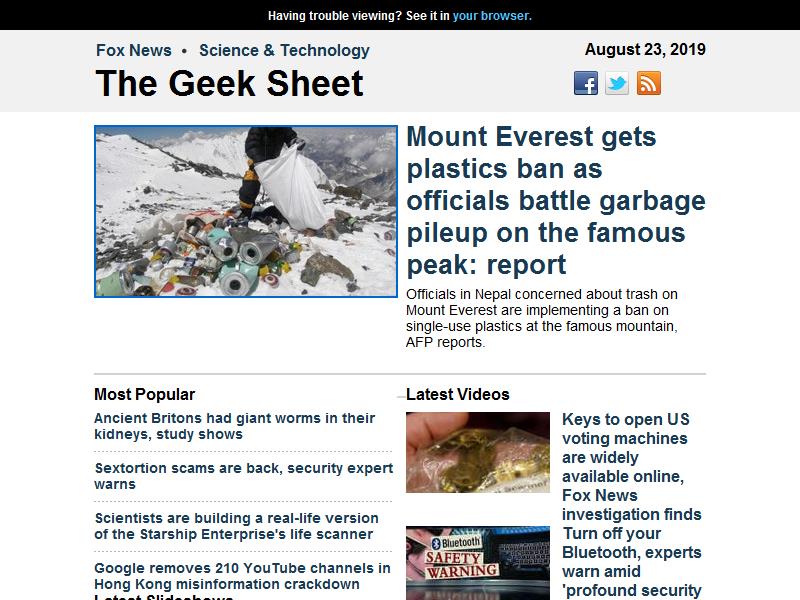 Having trouble viewing? See it in your browser.
Fox News • Science & Technology
August 23, 2019
The Geek Sheet
Mount Everest gets
plastics ban as
officials battle garbage
pileup on the famous
peak: report
Officials in Nepal concerned about trash on
Mount Everest are implementing a ban on
single-use plastics at the famous mountain,
AFP reports.
Most Popular
Ancient Britons had giant worms in their
kidneys, study shows
Sextortion scams are back, security expert
warns
Scientists are building a real-life version
of the Starship Enterprise's life scanner
Google removes 210 YouTube channels in
Hong Kong misinformation crackdown
Latest Slideshows
Latest Videos
Keys to open US
voting machines
are widely
available online,
Fox News
investigation finds
Bluetooth
SAFETY
WARNING
Turn off your
Bluetooth, experts
warn amid
'profound security